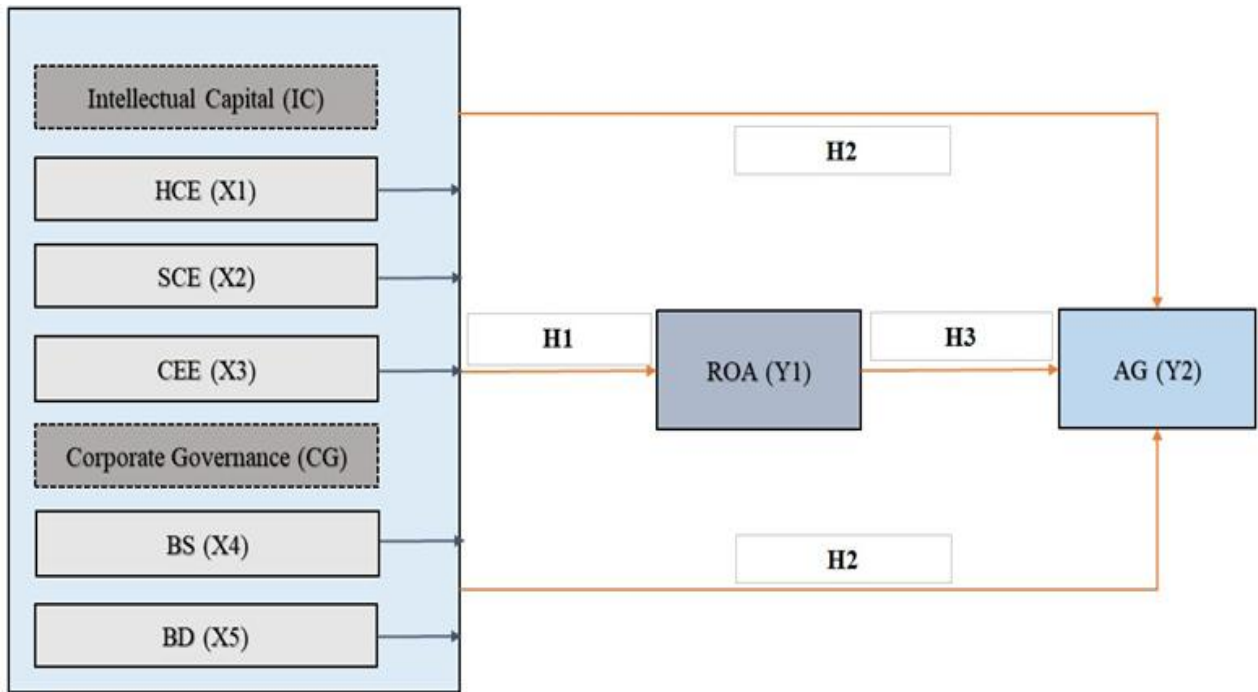 Intellectual Capital (IC)
HCE (X1)
SCE (X2)
CEE (X3)
Corporate Governance (CG)
BS (X4)
BD (X5)
H2
H1
ROA (Y1)
H3
AG (Y2)
H2